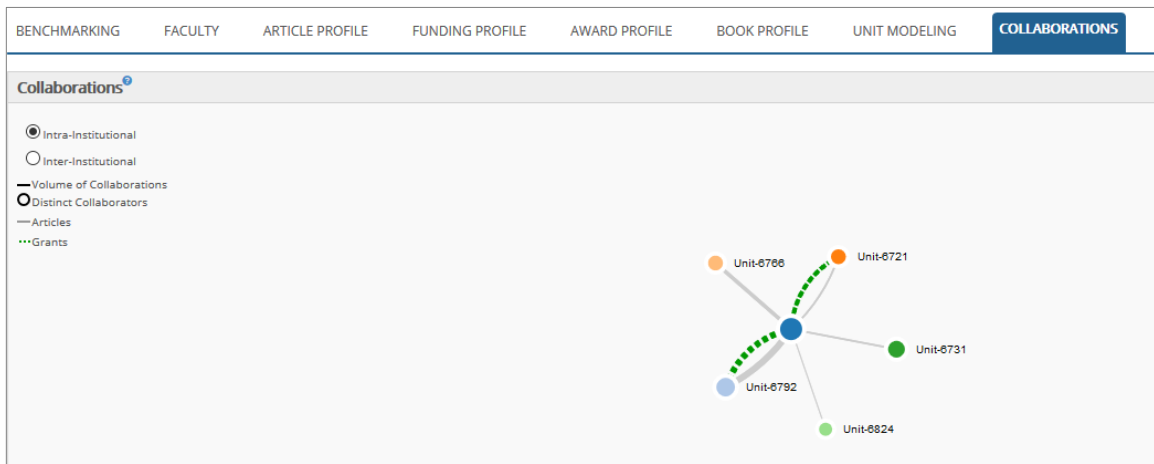 BENCHMARKING FACULTY ARTICLE PROFILE FUNDING PROFILE AWARD PROFILE BOOK PROFILE UNIT MODELING COLLABORATIONS
Collaborations?
Intra-Institutional
Inter-Institutional
Volume of Collaborations
Distinct Collaborators
Articles
Grants
Unit-6766
Unit-6721
Unit-6731
Unit-6792
Unit-6824